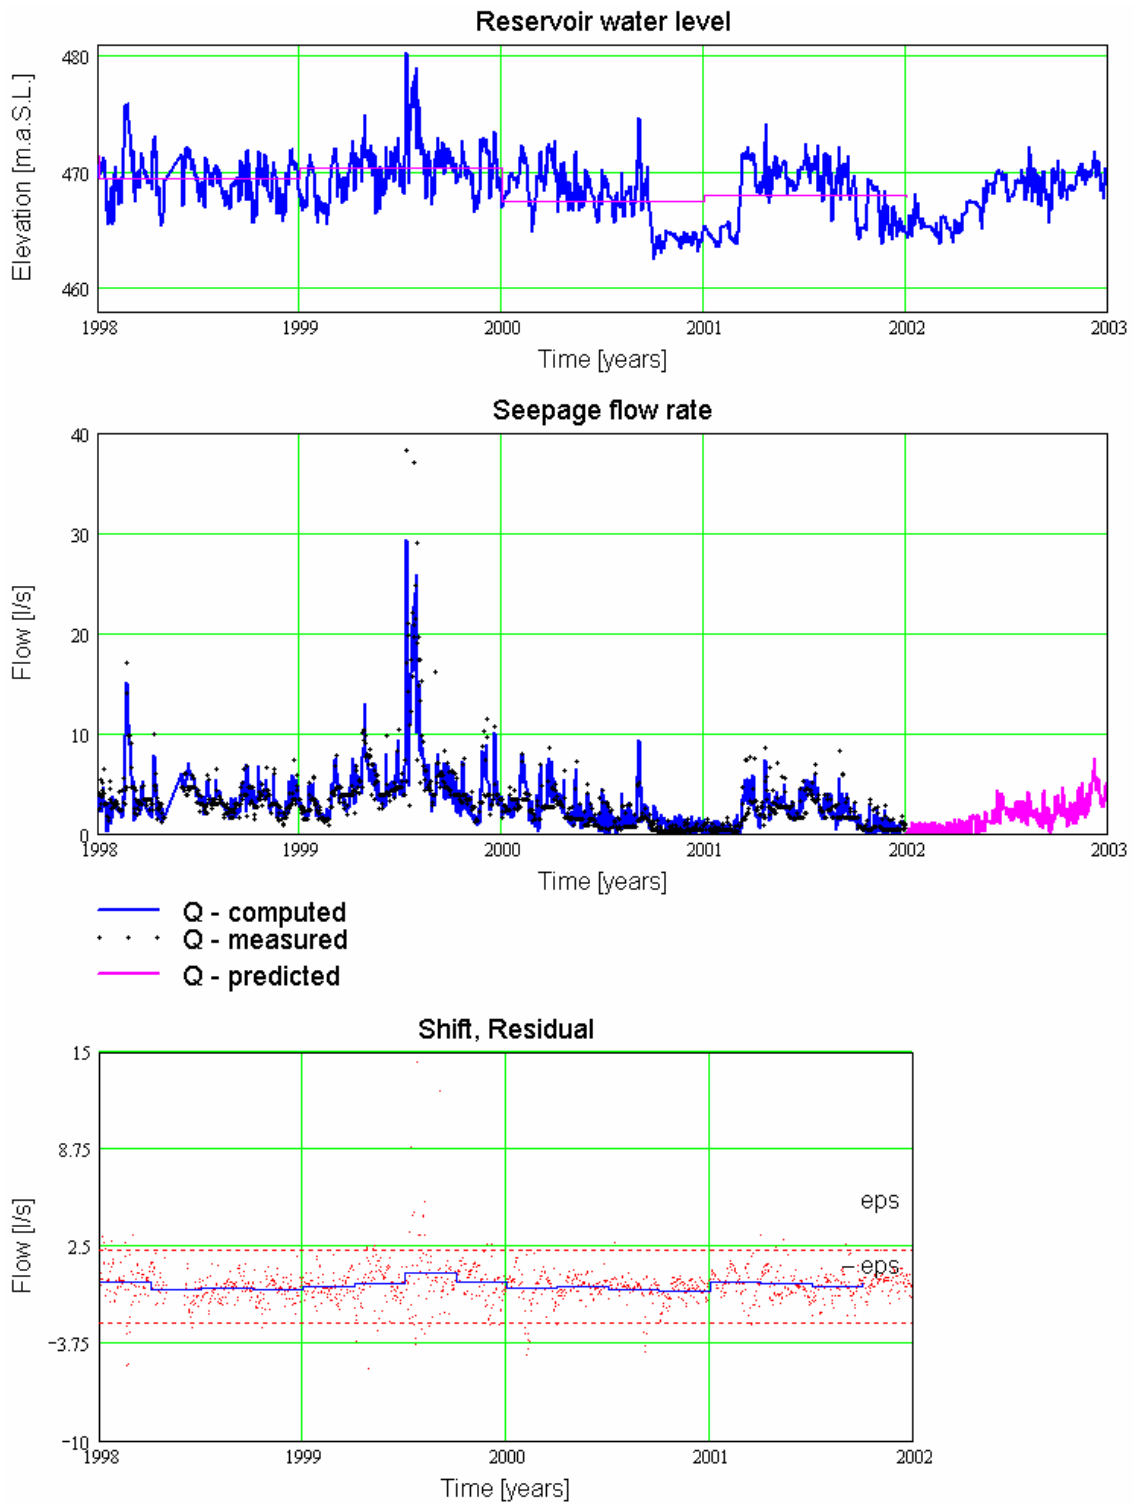 Reservoir water level
Elevation [m.a.S.L.]
480
470
460
1998 1999 2000 2001 2002 2003
Time [years]
Seepage flow rate
Flow [l/s]
40
30
20
10
0
1998 1999 2000 2001 2002 2003
Time [years]
Q - computed
Q - measured
Q - predicted
Shift, Residual
Flow [l/s]
15
8.75
2.5
−3.75
−10
eps
−eps
1998 1999 2000 2001 2002
Time [years]